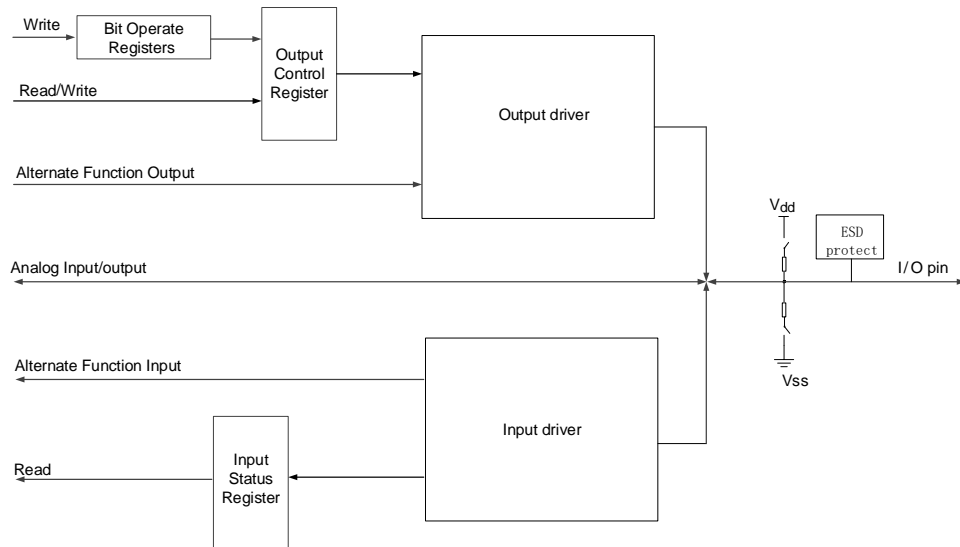 Write
Bit Operate
Registers
Output
Control
Register
Read/Write
Output driver
Alternate Function Output
Vdd
ESD
protect
Analog Input/output
I/O pin
Alternate Function Input
Vss
Input driver
Read
Input
Status
Register